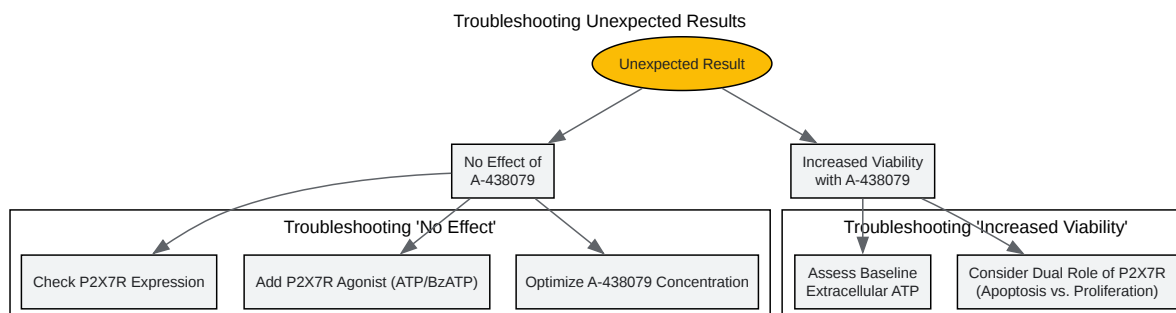 Troubleshooting Unexpected Results
Unexpected Result
No Effect of
A-438079
Increased Viability
with A-438079
Troubleshooting 'No Effect'
Troubleshooting 'Increased Viability'
Check P2X7R Expression
Add P2X7R Agonist (ATP/BzATP)
Optimize A-438079 Concentration
Assess Baseline
Extracellular ATP
Consider Dual Role of P2X7R
(Apoptosis vs. Proliferation)